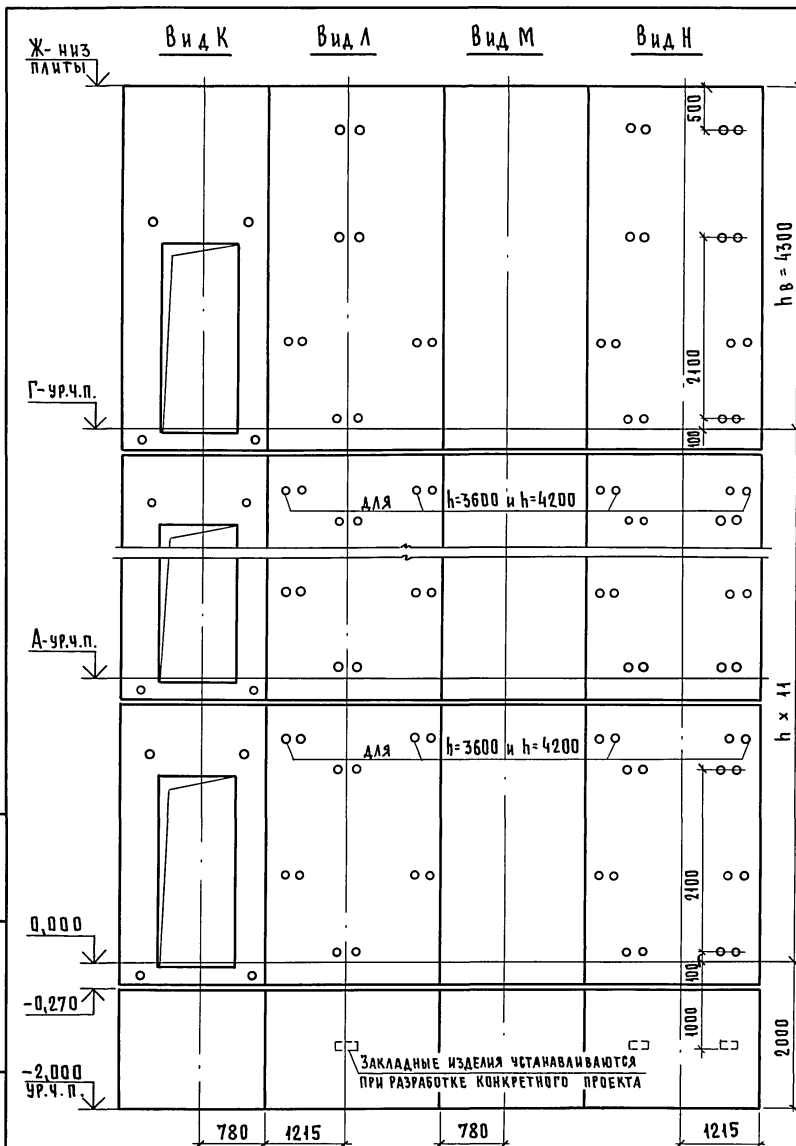 Вид К
Вид Л
Вид М
Вид Н
Ж- низ
плиты
500
hв = 4300
2100
Г-ур.ч.п.
100
для h=3600 и h=4200
А-ур.ч.п.
h x 11
для h=3600 и h=4200
2100
0,000
100
-0,270
1000
2000
Закладные изделия устанавливаются
при разработке конкретного проекта
-2,000
ур.ч.п
780
1215
780
1215